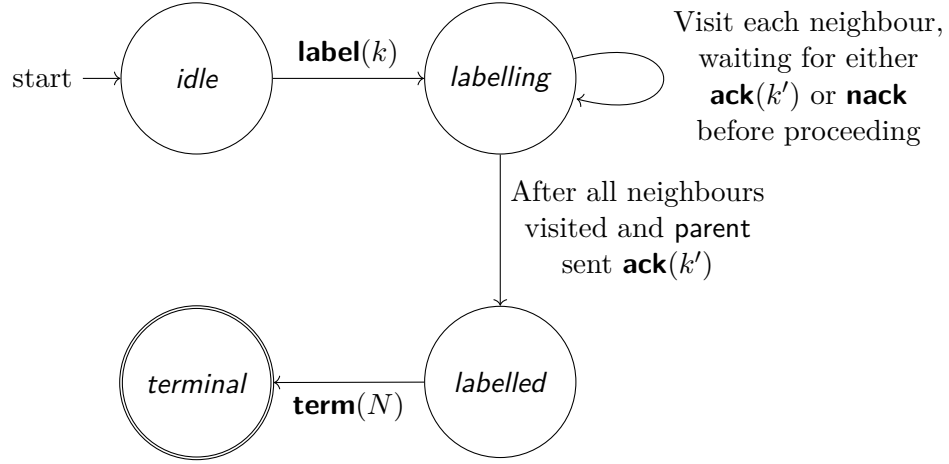 start
idle
label(k)
labelling
Visit each neighbour,
waiting for either
ack(k′) or nack
before proceeding
After all neighbours
visited and parent
sent ack(k′)
terminal
term(N)
labelled